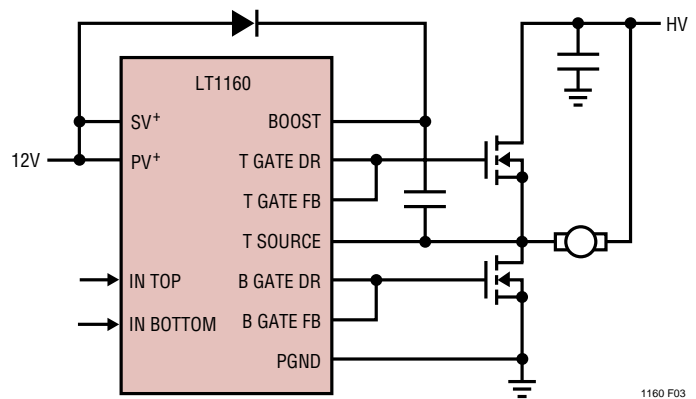 HV
LT1160
SV+
BOOST
12V
PV+
T GATE DR
T GATE FB
T SOURCE
IN TOP
B GATE DR
IN BOTTOM
B GATE FB
PGND
1160 F03